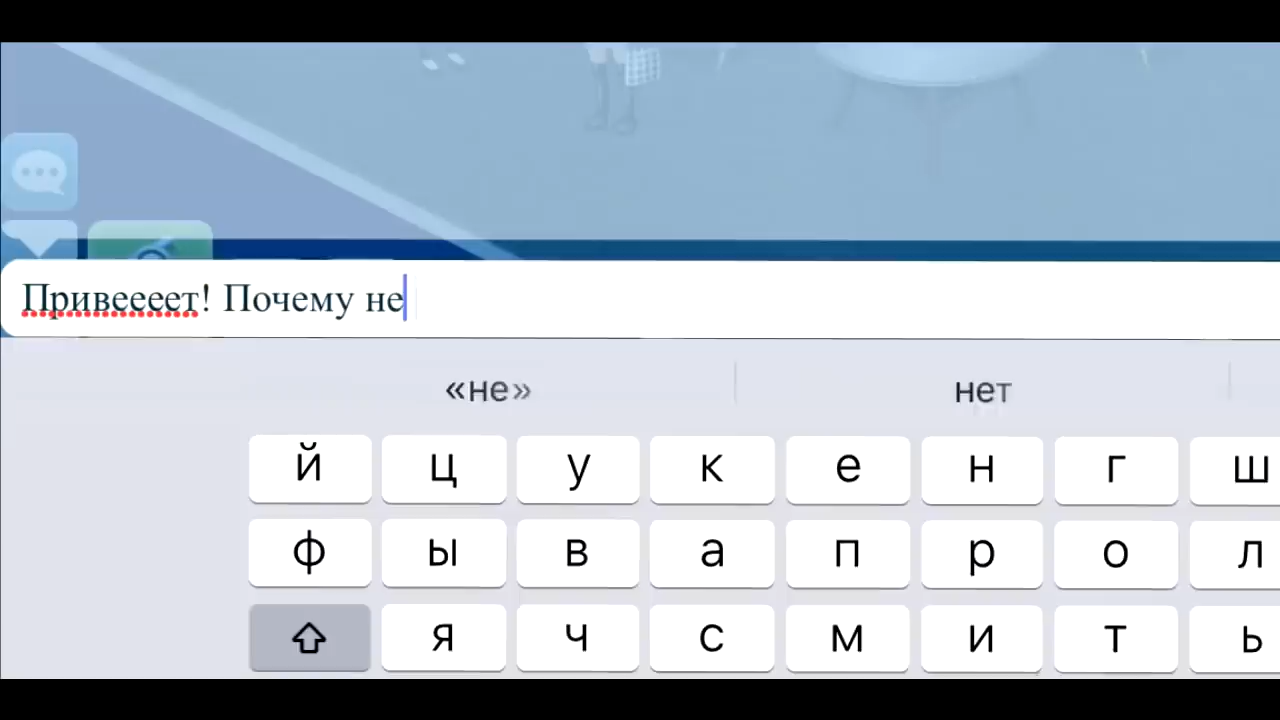 Привеееет! Почему не
«не» нет
й ц у к е н г ш
ф ы в а п р о л
я ч с м и т ь